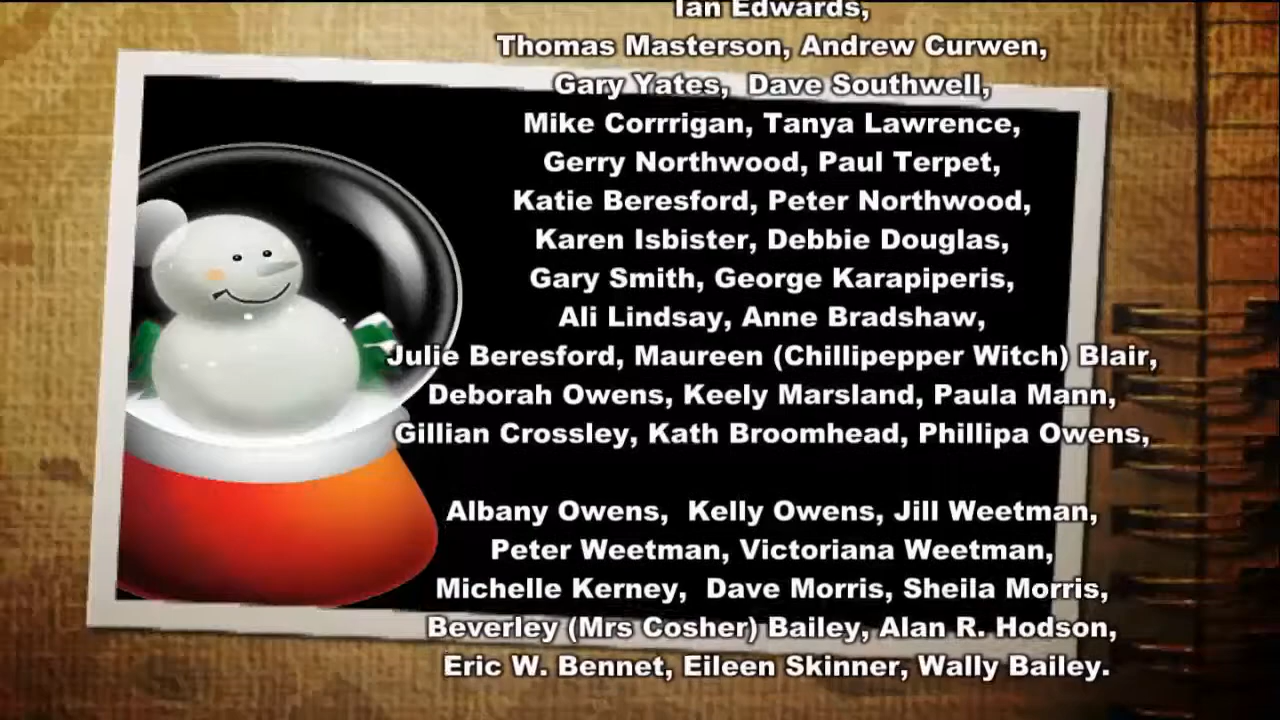 Ian Edwards,
Thomas Masterson, Andrew Curwen,
Gary Yates,  Dave Southwell,
Mike Corrrigan, Tanya Lawrence,
Gerry Northwood, Paul Terpet,
Katie Beresford, Peter Northwood,
Karen Isbister, Debbie Douglas,
Gary Smith, George Karapiperis,
Ali Lindsay, Anne Bradshaw,
Julie Beresford, Maureen (Chillipepper Witch) Blair,
Deborah Owens, Keely Marsland, Paula Mann,
Gillian Crossley, Kath Broomhead, Phillipa Owens,
Albany Owens,  Kelly Owens, Jill Weetman,
Peter Weetman, Victoriana Weetman,
Michelle Kerney,  Dave Morris, Sheila Morris,
Beverley (Mrs Cosher) Bailey, Alan R. Hodson,
Eric W. Bennet, Eileen Skinner, Wally Bailey.